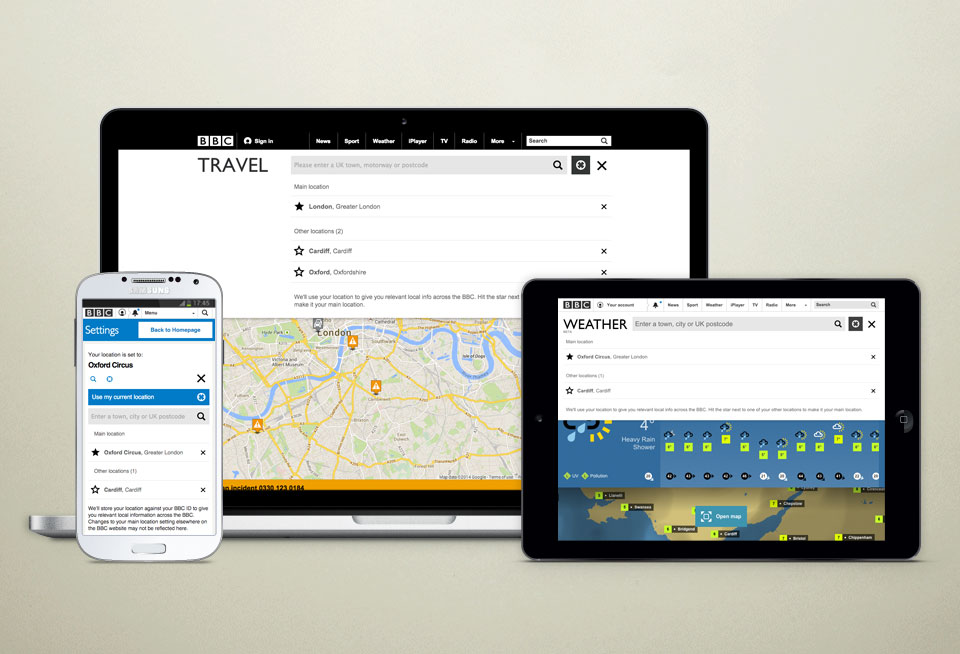 BBC Sign in News Sport Weather iPlayer TV Radio More Search
TRAVEL Please enter a UK town, motorway or postcode
Main location
London, Greater London
Other locations (2)
Cardiff, Cardiff
Oxford, Oxfordshire
We'll use your location to give you relevant local info across the BBC. Hit the star next
make it your main location.
London
Hyde Park
Southwark
Isle of Dogs
Victoria and
Albert Museum
Battersea
Camberwell
Brixton
East
Dulwich
Forest Hill
Map Data ©2014 Google - Terms of use
an incident 0330 123 0184
SAMSUNG
17:45
BBC Menu
Settings Back to Homepage
Your location is set to:
Oxford Circus
Use my current location
Enter a town, city or UK postcode
Main location
Oxford Circus, Greater London
Other locations (1)
Cardiff, Cardiff
We'll store your location against your BBC ID to give
you relevant local information across the BBC.
Changes to your main location setting elsewhere on
the BBC website may not be reflected here.
BBC Your account News Sport Weather iPlayer TV Radio More Search
WEATHER Enter a town, city or UK postcode
BETA
Main location
Oxford Circus, Greater London
Other locations (1)
Cardiff, Cardiff
We'll use your location to give you relevant local info across the BBC. Hit the star next to one of your other locations to make it your main location.
4°
Heavy Rain
Shower
UV Pollution
Llanelli
Swansea
Chepstow
Open map
Bridgend
Cardiff
Bristol
Chippenham